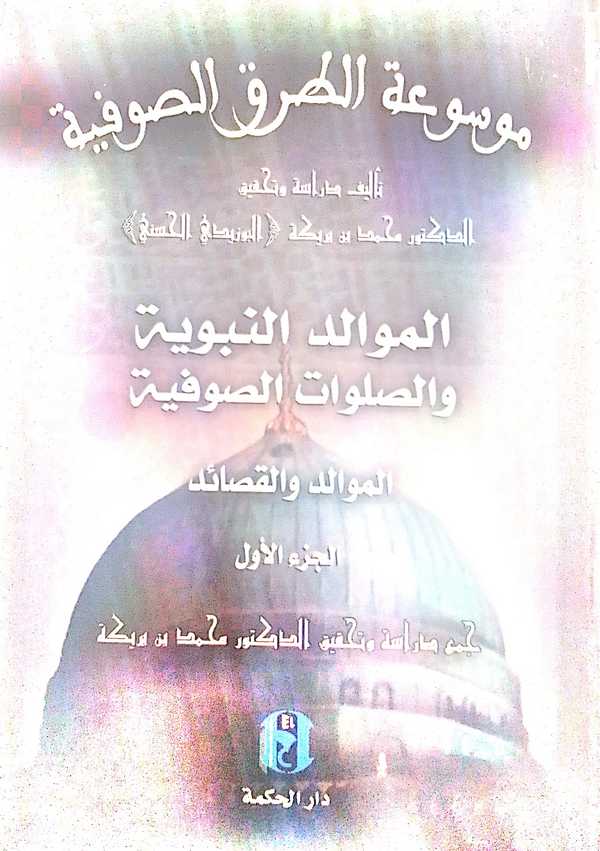 موسوعة الطرق الصوفية
تأليف دراسة وتحقيق
الدكتور محمد بن بريكة ﴿البوزيدي الحسني﴾
الموالد النبوية
والصلوات الصوفية
الموالد والقصائد
الجزء الأول
جمع دراسة وتحقيق الدكتور محمد بن بريكة
EL
ح
دار الحكمة